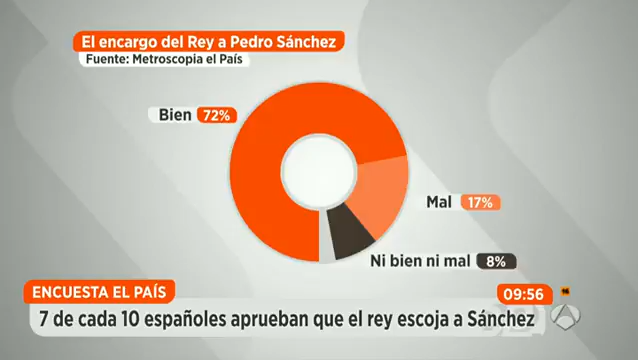 El encargo del Rey a Pedro Sánchez
Fuente: Metroscopia el País
Bien 72%
Mal 17%
Ni bien ni mal 8%
ENCUESTA EL PAÍS
09:56
7 de cada 10 españoles aprueban que el rey escoja a Sánchez